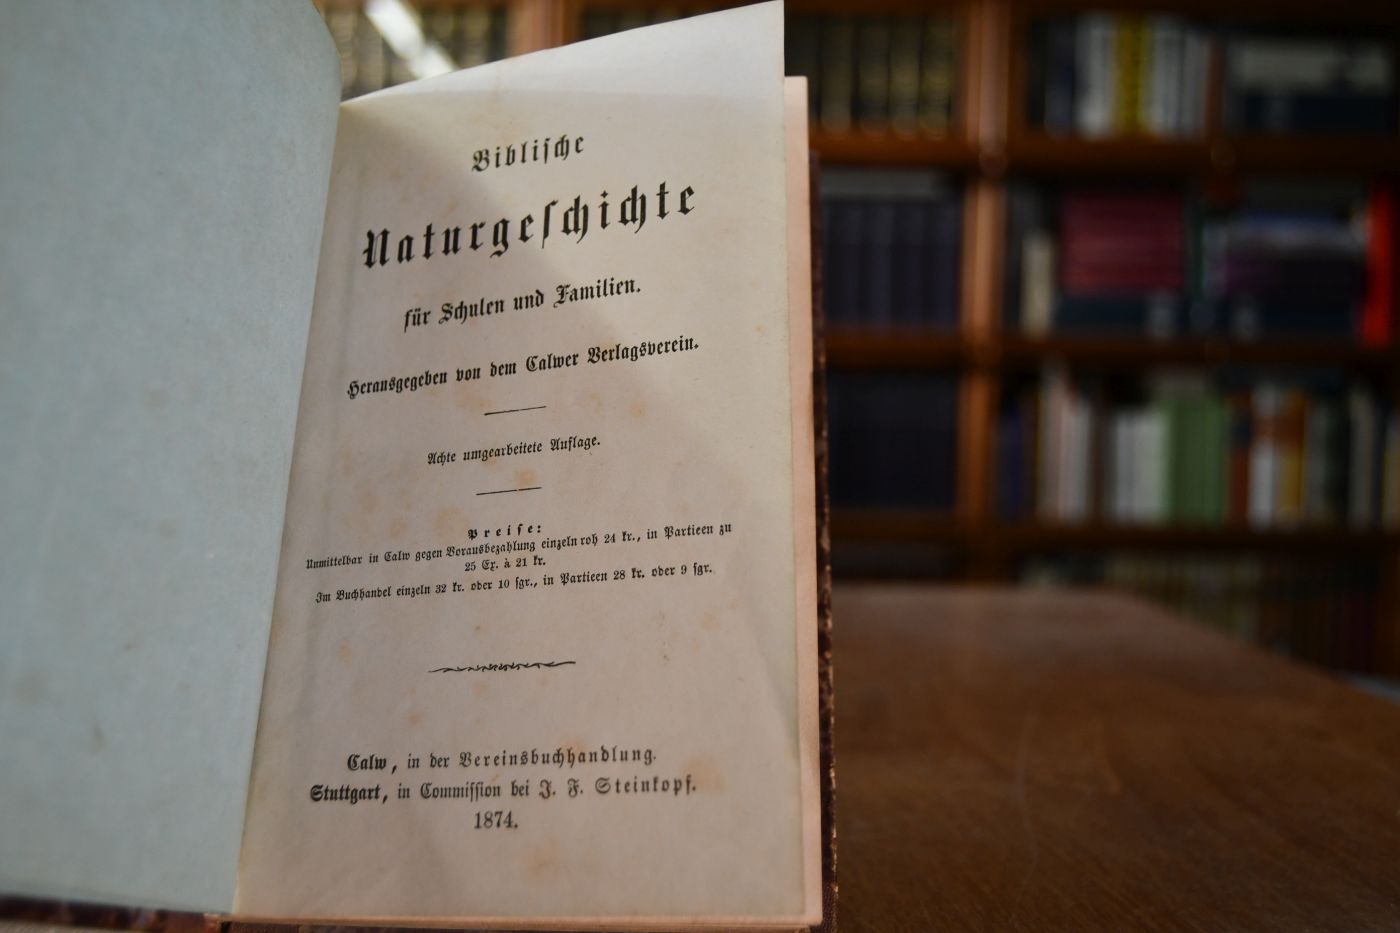 Biblische
Naturgeschichte
für Schulen und Familien.
Herausgegeben von dem Calwer Verlagsverein.
Achte umgearbeitete Auflage.
Preise:
Unmittelbar in Calw gegen Vorausbezahlung einzeln roh 24 kr., in Partieen zu
25 Ex. à 21 kr.
Im Buchhandel einzeln 32 kr. oder 10 sgr., in Partieen 28 kr. oder 9 sgr.
Calw, in der Vereinsbuchhandlung.
Stuttgart, in Commission bei J. F. Steinkopf.
1874.